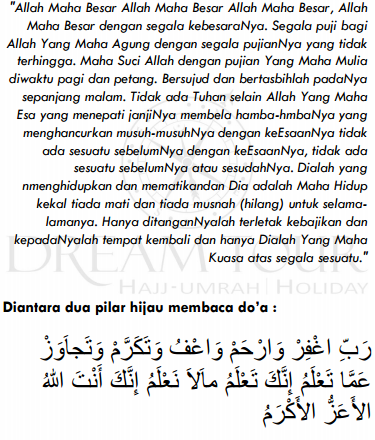 "Allah Maha Besar Allah Maha Besar Allah Maha Besar, Allah
Maha Besar dengan segala kebesaraNya. Segala puji bagi
Allah Yang Maha Agung dengan segala pujianNya yang tidak
terhingga. Maha Suci Allah dengan pujian Yang Maha Mulia
diwaktu pagi dan petang. Bersujud dan bertasbihlah padaNya
sepanjang malam. Tidak ada Tuhan selain Allah Yang Maha
Esa yang menepati janjiNya membela hamba-hmbaNya yang
menghancurkan musuh-musuhNya dengan keEsaanNya tidak
ada sesuatu sebelumNya dengan keEsaanNya, tidak ada
sesuatu sebelumNya atau sesudahNya. Dialah yang
nmenghidupkan dan mematikandan Dia adalah Maha Hidup
kekal tiada mati dan tiada musnah (hilang) untuk selama-
lamanya. Hanya ditanganNyalah terletak kebajikan dan
kepadaNyalah tempat kembali dan hanya Dialah Yang Maha
Kuasa atas segala sesuatu."
DREAM TOUR
HAJJ-UMRAH | HOLIDAY
Diantara dua pilar hijau membaca do'a :
رَبِّ اغْفِرْ وَارْحَمْ وَاعْفُ وَتَكَرَّمْ وَتَجاَوَزْ
عَمَّا تَعْلَمُ إِنَّكَ تَعْلَمُ ماَلاَ نَعْلَمُ إِنَّكَ أَنْتَ اللهُ
الأَعَزُّ الأَكْرَمُ